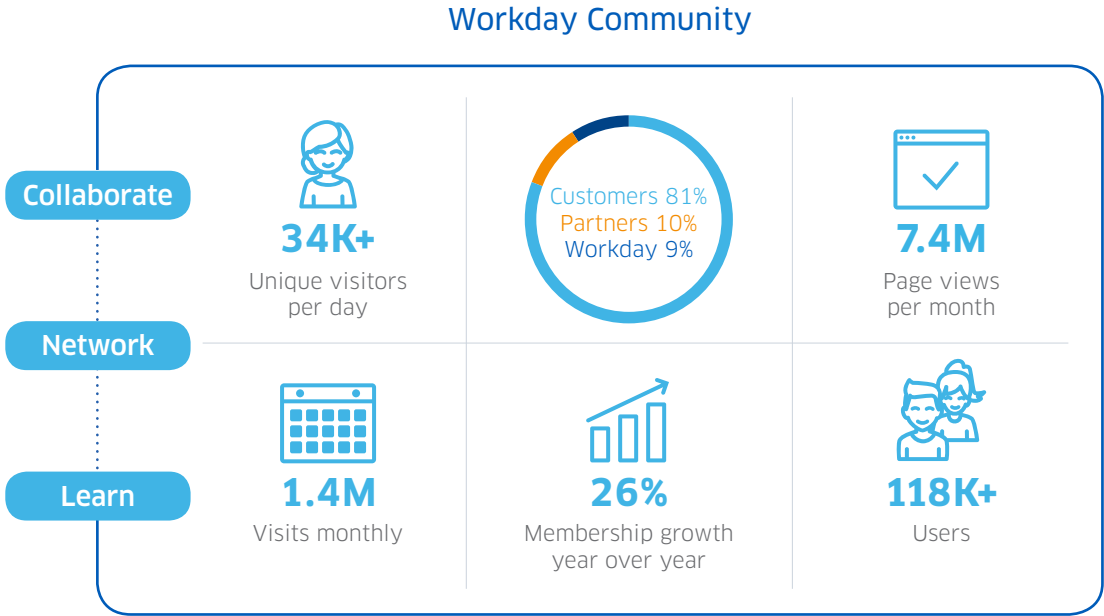 Workday Community
Collaborate
Network
Learn
34K+
Unique visitors
per day
Customers 81%
Partners 10%
Workday 9%
7.4M
Page views
per month
1.4M
Visits monthly
26%
Membership growth
year over year
118K+
Users